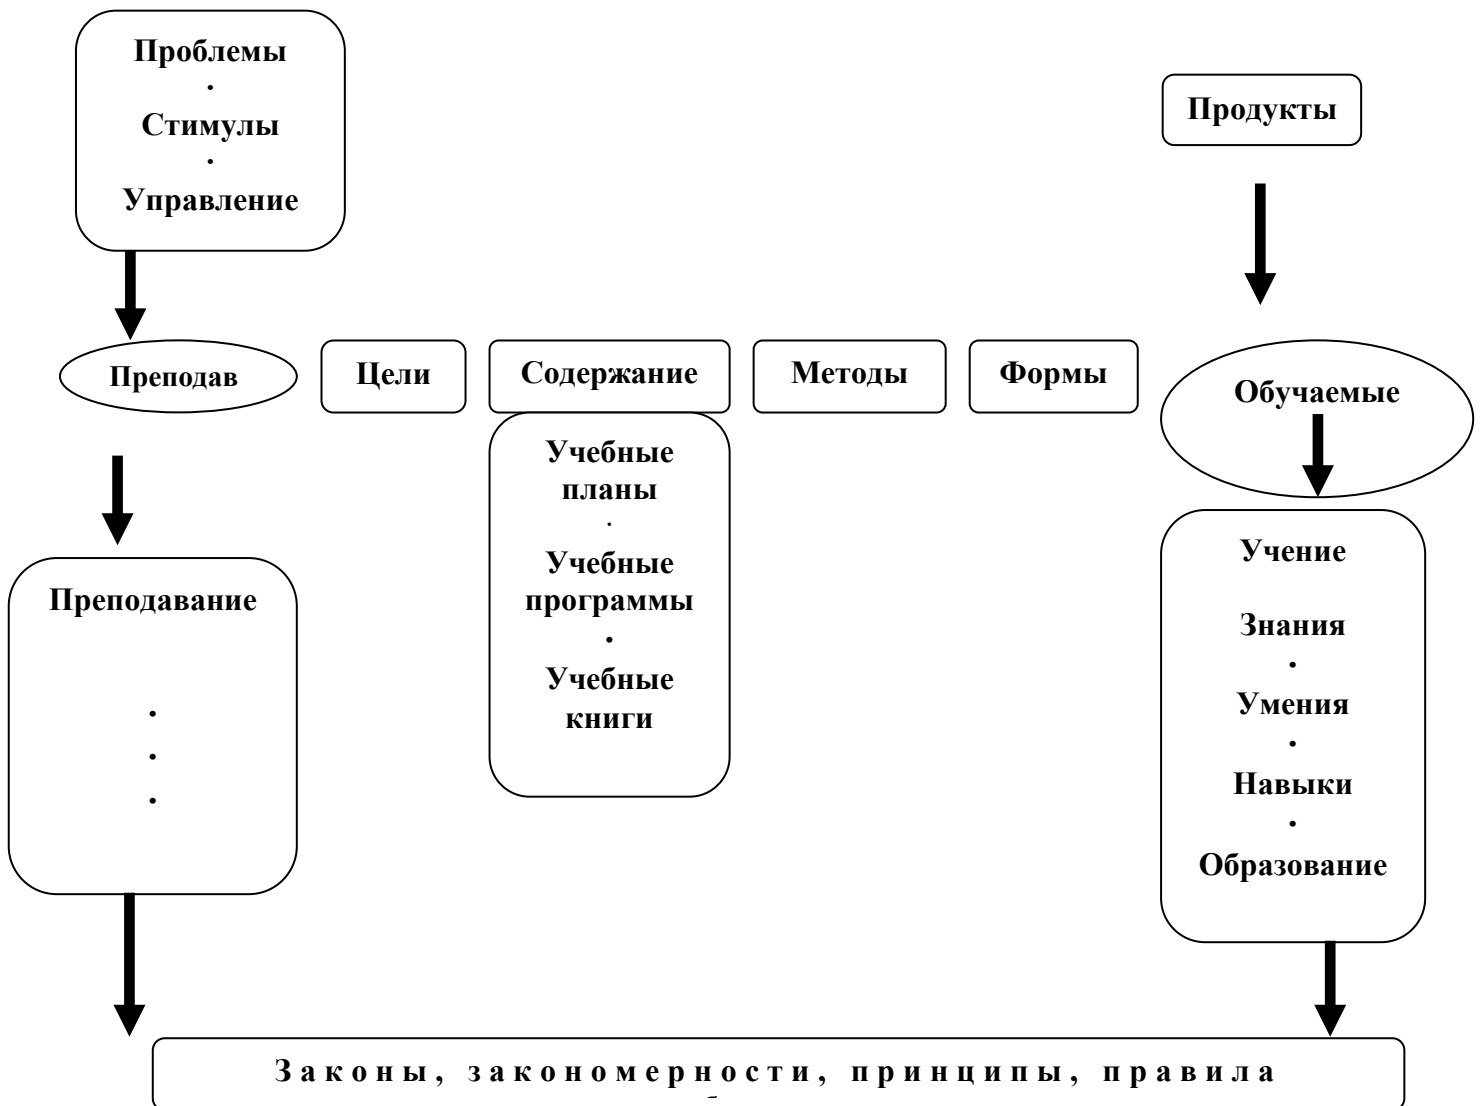 Проблемы
·
Стимулы
·
Управление
Продукты
Преподав
Цели
Содержание
Методы
Формы
Обучаемые
Учебные
планы
·
Учебные
программы
·
Учебные
книги
Преподавание
·
·
·
Учение
Знания
·
Умения
·
Навыки
·
Образование
Законы, закономерности, принципы, правила